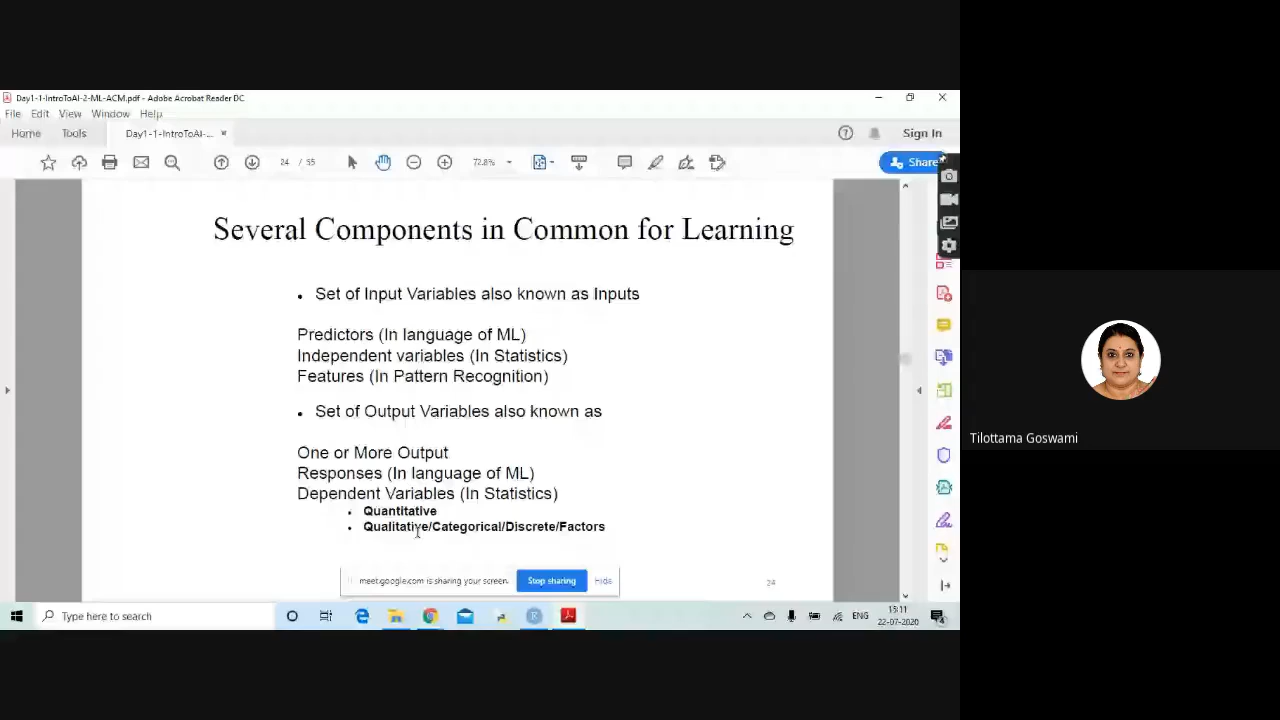 Day1-1-IntroToAI-2-ML-ACM.pdf - Adobe Acrobat Reader DC
File Edit View Window Help
Home Tools Day1-1-IntroToAI-... × Sign In
24 / 55 72.8% Share
Several Components in Common for Learning
• Set of Input Variables also known as Inputs
Predictors (In language of ML)
Independent variables (In Statistics)
Features (In Pattern Recognition)
• Set of Output Variables also known as
One or More Output
Responses (In language of ML)
Dependent Variables (In Statistics)
• Quantitative
• Qualitative/Categorical/Discrete/Factors
Tilottama Goswami
meet.google.com is sharing your screen. Stop sharing Hide
24
Type here to search ENG
22-07-2020